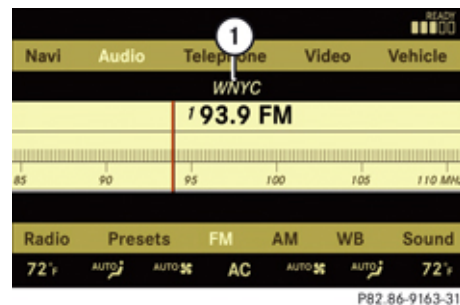 READY
Navi Audio Telephone Video Vehicle
1
WNYC
1 93.9 FM
85 90 95 100 105 110 MHz
Radio Presets FM AM WB Sound
72°F AUTO AUTO AC AUTO AUTO 72°F
P82.86-9163-31